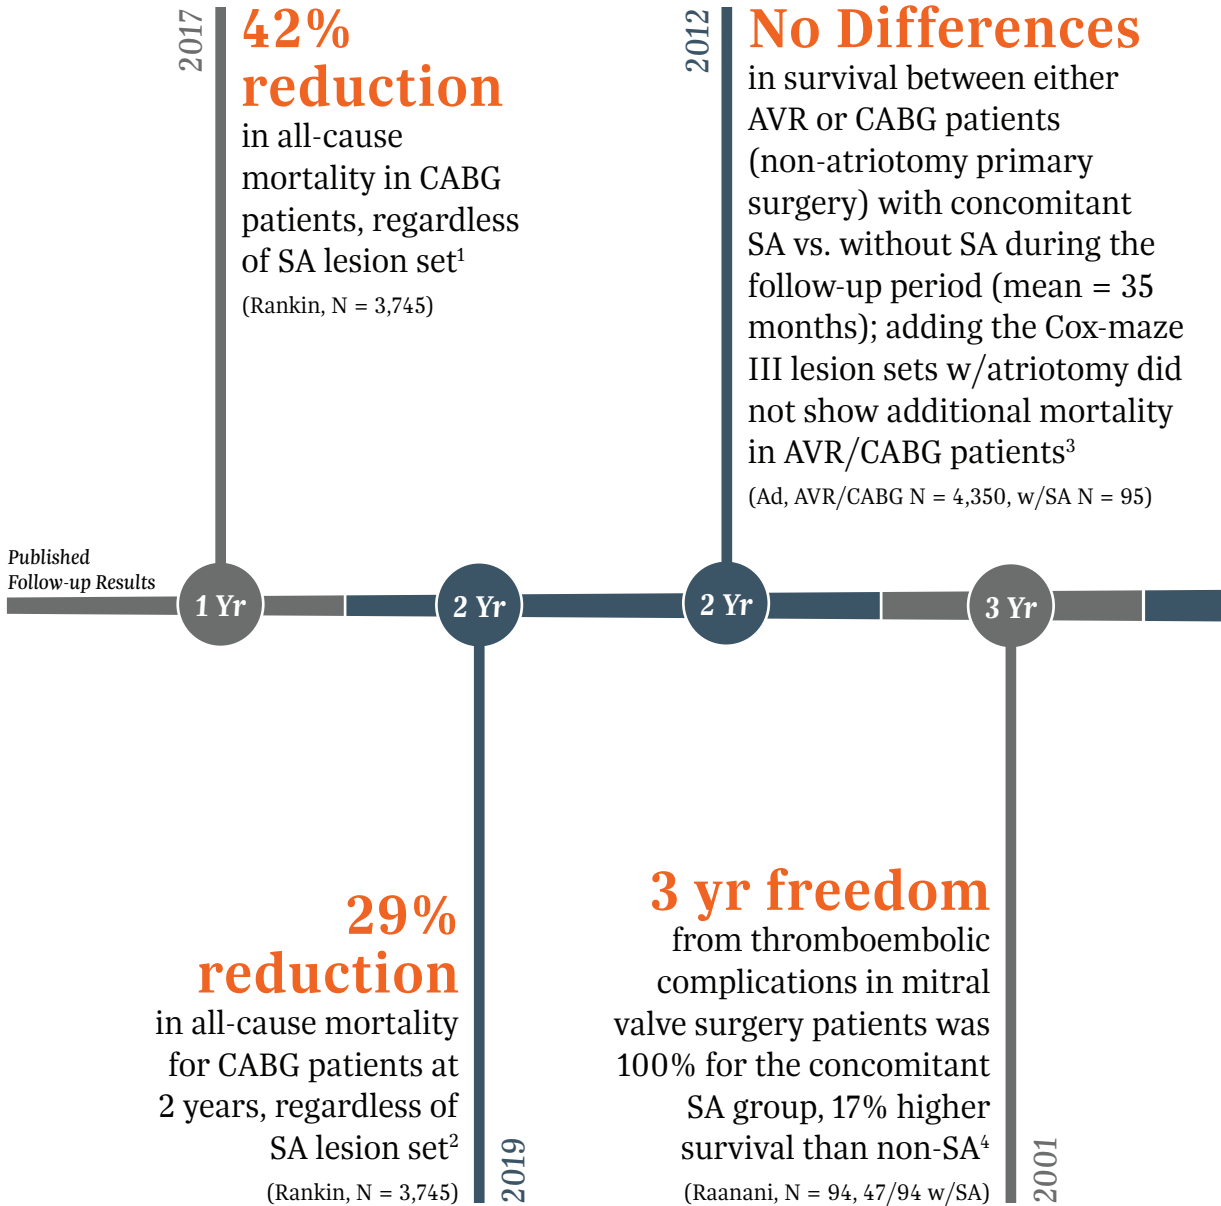 2017
42%
reduction
in all-cause
mortality in CABG
patients, regardless
of SA lesion set¹
(Rankin, N = 3,745)
2012
No Differences
in survival between either
AVR or CABG patients
(non-atriotomy primary
surgery) with concomitant
SA vs. without SA during the
follow-up period (mean = 35
months); adding the Cox-maze
III lesion sets w/atriotomy did
not show additional mortality
in AVR/CABG patients³
(Ad, AVR/CABG N = 4,350, w/SA N = 95)
Published
Follow-up Results
1 Yr
2 Yr
2 Yr
3 Yr
29%
reduction
in all-cause mortality
for CABG patients at
2 years, regardless of
SA lesion set²
(Rankin, N = 3,745)
2019
3 yr freedom
from thromboembolic
complications in mitral
valve surgery patients was
100% for the concomitant
SA group, 17% higher
survival than non-SA⁴
(Raanani, N = 94, 47/94 w/SA)
2001